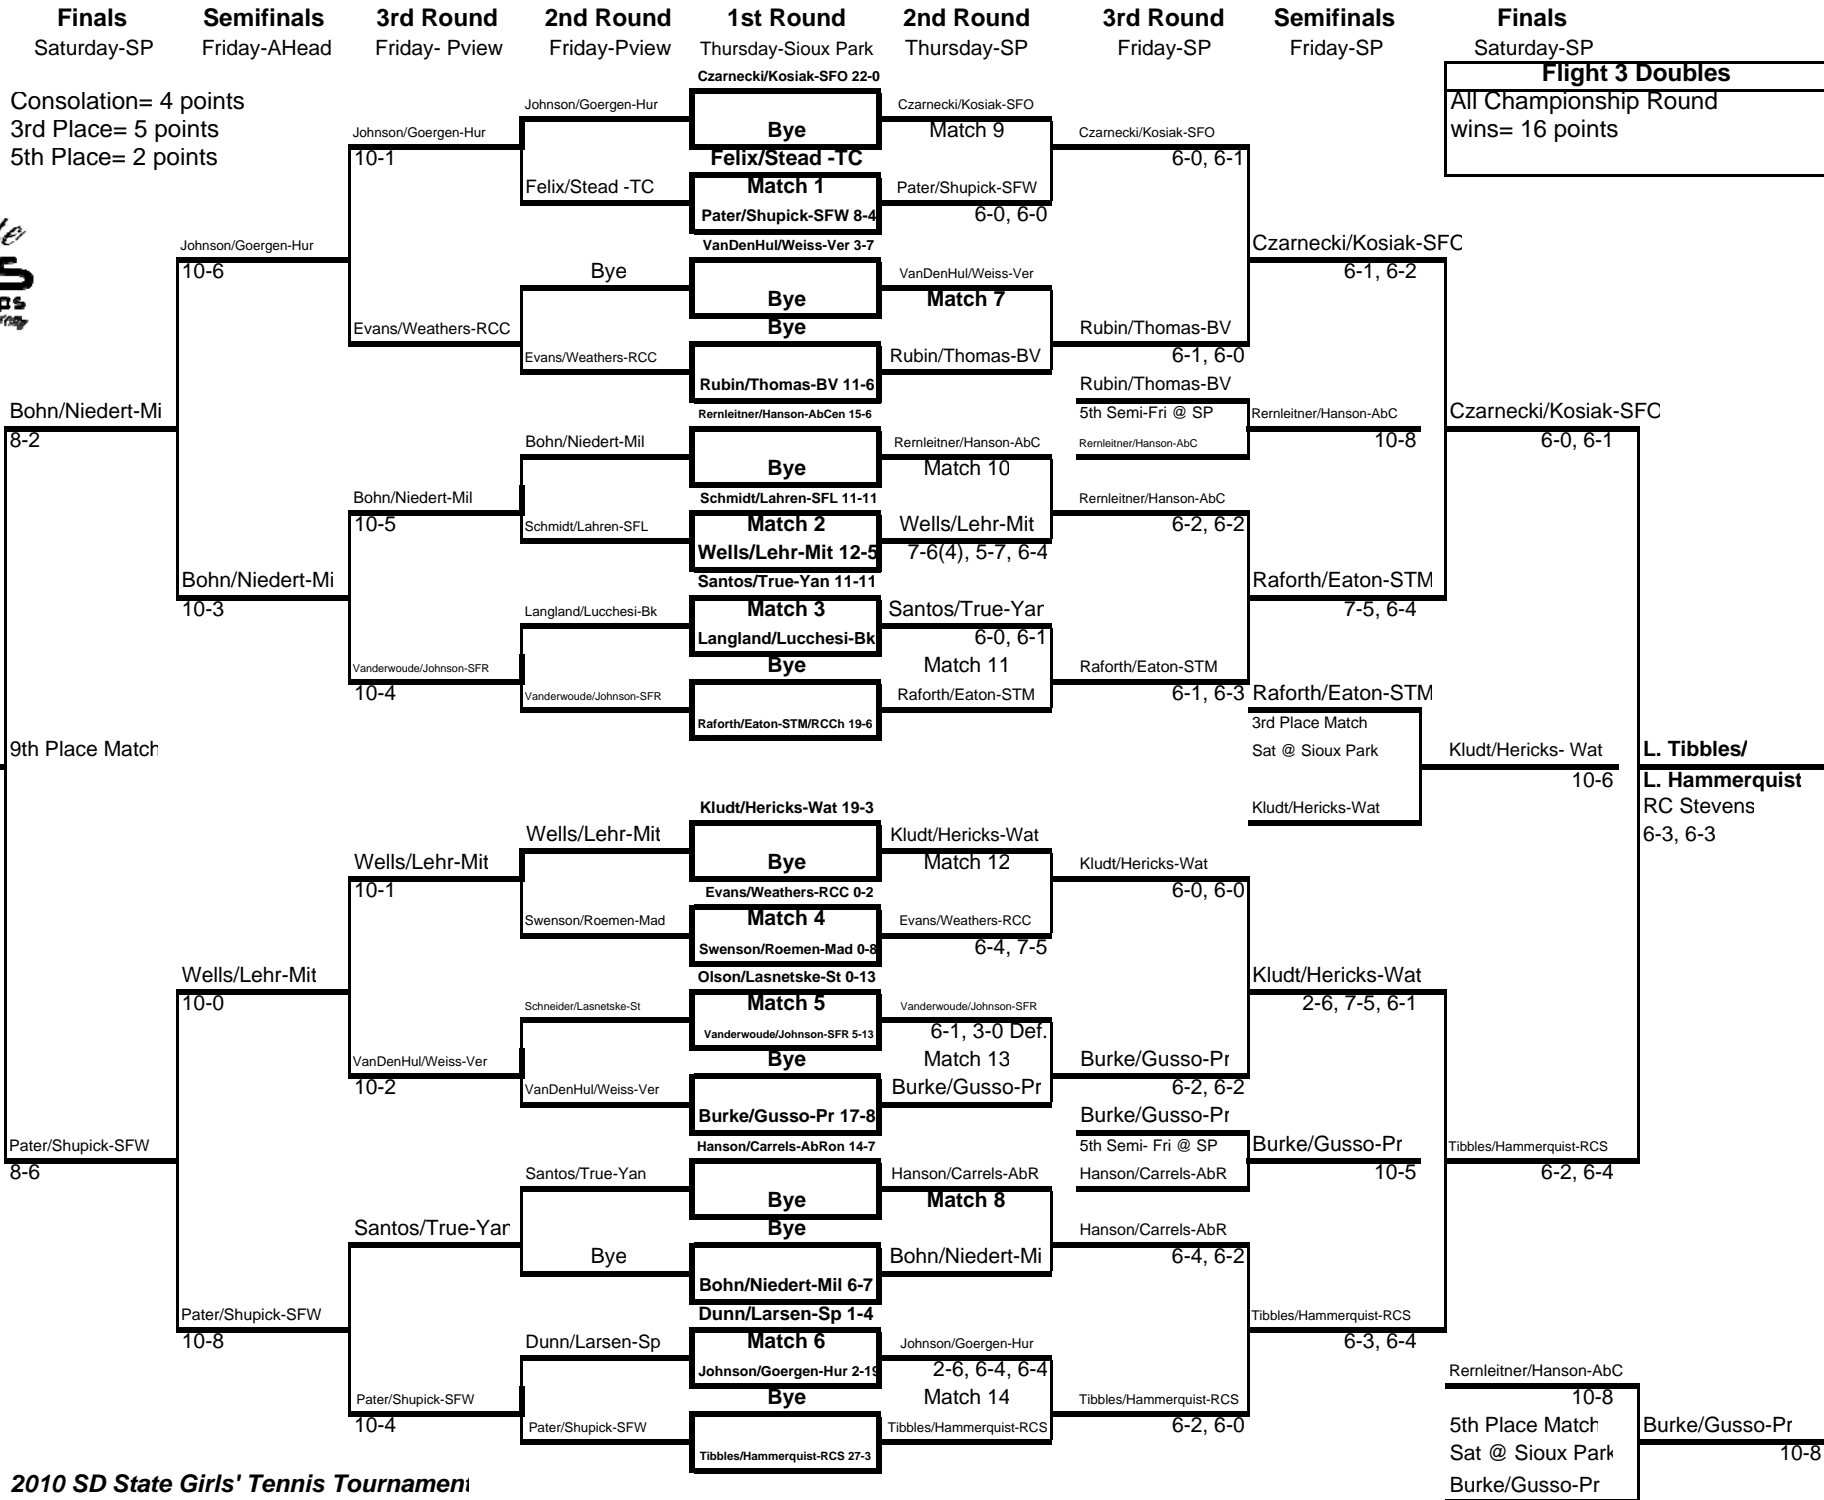 Finals
Semifinals
3rd Round
2nd Round
1st Round
2nd Round
3rd Round
Semifinals
Finals
Saturday-SP
Friday-AHead
Friday- Pview
Friday-Pview
Thursday-Sioux Park
Thursday-SP
Friday-SP
Friday-SP
Saturday-SP
Flight 3 Doubles
All Championship Round
wins= 16 points
Consolation= 4 points
3rd Place= 5 points
5th Place= 2 points
Bohn/Niedert-Mi
8-2
9th Place Match
Pater/Shupick-SFW
8-6
Johnson/Goergen-Hur
10-6
Bohn/Niedert-Mi
10-3
Wells/Lehr-Mit
10-0
Pater/Shupick-SFW
10-8
Johnson/Goergen-Hur
10-1
Evans/Weathers-RCC
Bohn/Niedert-Mil
10-5
Vanderwoude/Johnson-SFR
10-4
Wells/Lehr-Mit
10-1
VanDenHul/Weiss-Ver
10-2
Santos/True-Yan
Pater/Shupick-SFW
10-4
Johnson/Goergen-Hur
Felix/Stead -TC
Bye
Evans/Weathers-RCC
Bohn/Niedert-Mil
Schmidt/Lahren-SFL
Langland/Lucchesi-Bk
Vanderwoude/Johnson-SFR
Wells/Lehr-Mit
Swenson/Roemen-Mad
Schneider/Lasnetske-St
VanDenHul/Weiss-Ver
Santos/True-Yan
Bye
Dunn/Larsen-Sp
Pater/Shupick-SFW
Czarnecki/Kosiak-SFO 22-0
Bye
Felix/Stead -TC
Match 1
Pater/Shupick-SFW 8-4
VanDenHul/Weiss-Ver 3-7
Bye
Bye
Rubin/Thomas-BV 11-6
Rernleitner/Hanson-AbCen 15-6
Bye
Schmidt/Lahren-SFL 11-11
Match 2
Wells/Lehr-Mit 12-5
Santos/True-Yan 11-11
Match 3
Langland/Lucchesi-Bk
Bye
Raforth/Eaton-STM/RCCh 19-6
Kludt/Hericks-Wat 19-3
Bye
Evans/Weathers-RCC 0-2
Match 4
Swenson/Roemen-Mad 0-8
Olson/Lasnetske-St 0-13
Match 5
Vanderwoude/Johnson-SFR 5-13
Bye
Burke/Gusso-Pr 17-8
Hanson/Carrels-AbRon 14-7
Bye
Bye
Bohn/Niedert-Mil 6-7
Dunn/Larsen-Sp 1-4
Match 6
Johnson/Goergen-Hur 2-19
Bye
Tibbles/Hammerquist-RCS 27-3
Czarnecki/Kosiak-SFO
Match 9
Pater/Shupick-SFW
6-0, 6-0
VanDenHul/Weiss-Ver
Match 7
Rubin/Thomas-BV
Rernleitner/Hanson-AbC
Match 10
Wells/Lehr-Mit
7-6(4), 5-7, 6-4
Santos/True-Yan
6-0, 6-1
Match 11
Raforth/Eaton-STM
Kludt/Hericks-Wat
Match 12
Evans/Weathers-RCC
6-4, 7-5
Vanderwoude/Johnson-SFR
6-1, 3-0 Def.
Match 13
Burke/Gusso-Pr
Hanson/Carrels-AbR
Match 8
Bohn/Niedert-Mi
Johnson/Goergen-Hur
2-6, 6-4, 6-4
Match 14
Tibbles/Hammerquist-RCS
Czarnecki/Kosiak-SFO
6-0, 6-1
Rubin/Thomas-BV
6-1, 6-0
Rubin/Thomas-BV
5th Semi-Fri @ SP
Rernleitner/Hanson-AbC
Rernleitner/Hanson-AbC
6-2, 6-2
Raforth/Eaton-STM
6-1, 6-3
Kludt/Hericks-Wat
6-0, 6-0
Burke/Gusso-Pr
6-2, 6-2
Burke/Gusso-Pr
5th Semi- Fri @ SP
Hanson/Carrels-AbR
Hanson/Carrels-AbR
6-4, 6-2
Tibbles/Hammerquist-RCS
6-2, 6-0
Czarnecki/Kosiak-SFO
6-1, 6-2
Rernleitner/Hanson-AbC
10-8
Raforth/Eaton-STM
7-5, 6-4
Raforth/Eaton-STM
3rd Place Match
Sat @ Sioux Park
Kludt/Hericks-Wat
Kludt/Hericks-Wat
2-6, 7-5, 6-1
Burke/Gusso-Pr
10-5
Tibbles/Hammerquist-RCS
6-3, 6-4
Czarnecki/Kosiak-SFO
6-0, 6-1
Kludt/Hericks- Wat
10-6
Tibbles/Hammerquist-RCS
6-2, 6-4
Rernleitner/Hanson-AbC
10-8
5th Place Match
Sat @ Sioux Park
Burke/Gusso-Pr
L. Tibbles/
L. Hammerquist
RC Stevens
6-3, 6-3
Burke/Gusso-Pr
10-8
2010 SD State Girls' Tennis Tournament